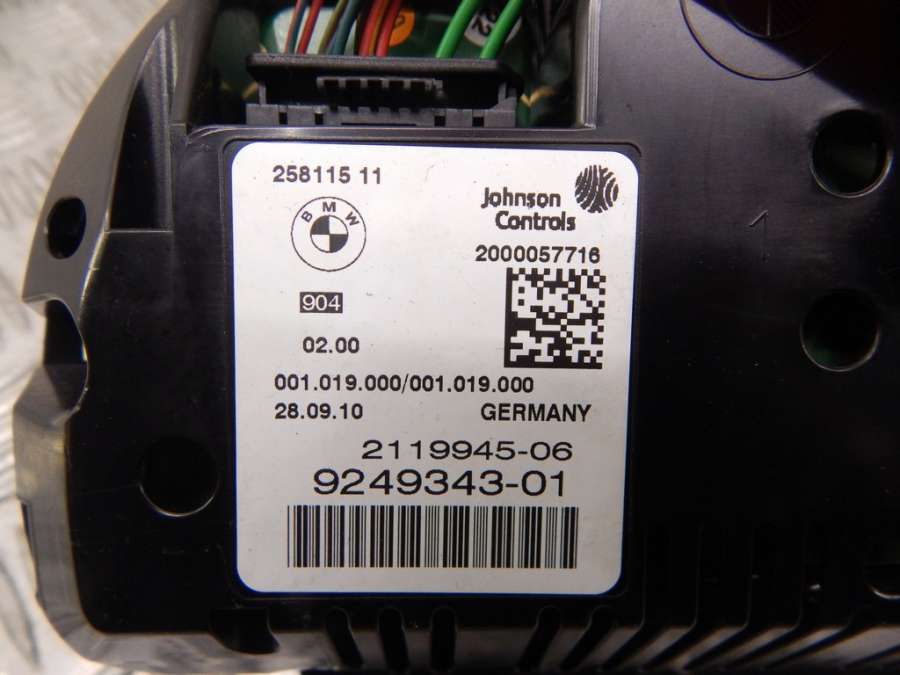 258115 11
BMW
Johnson
Controls
2000057716
904
02.00
001.019.000/001.019.000
28.09.10 GERMANY
2119945-06
9249343-01
1